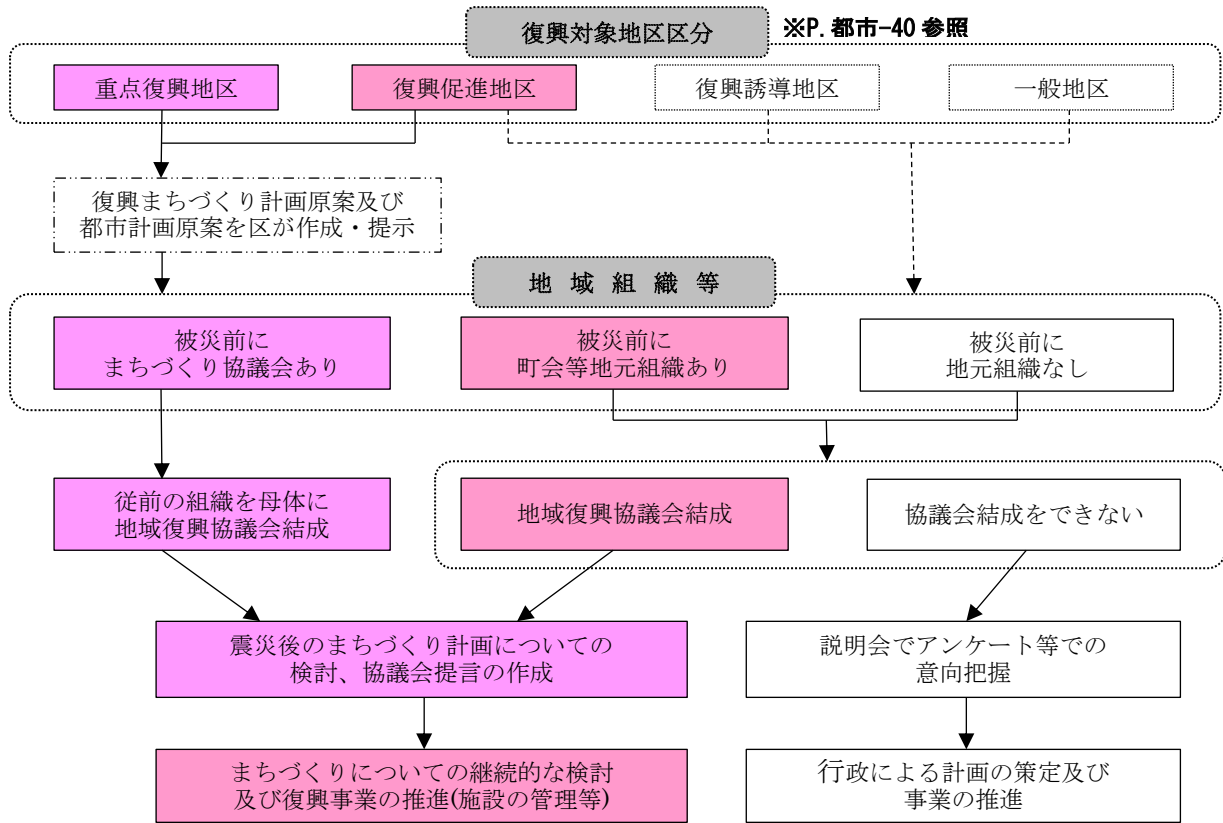 復興対象地区区分
※P. 都市-40 参照
重点復興地区
復興促進地区
復興誘導地区
一般地区
復興まちづくり計画原案及び
都市計画原案を区が作成・提示
地 域 組 織 等
被災前に
まちづくり協議会あり
被災前に
町会等地元組織あり
被災前に
地元組織なし
従前の組織を母体に
地域復興協議会結成
地域復興協議会結成
協議会結成をできない
震災後のまちづくり計画についての
検討、協議会提言の作成
説明会でアンケート等での
意向把握
まちづくりについての継続的な検討
及び復興事業の推進(施設の管理等)
行政による計画の策定及び
事業の推進